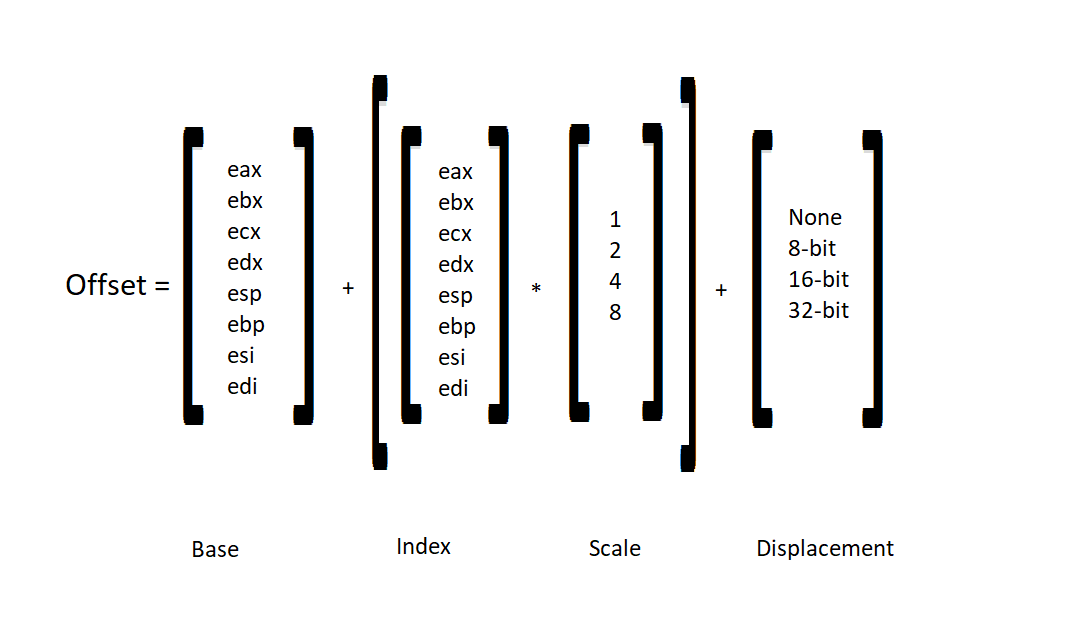 Offset =
eax
ebx
ecx
edx
esp
ebp
esi
edi
+
eax
ebx
ecx
edx
esp
ebp
esi
edi
*
1
2
4
8
+
None
8-bit
16-bit
32-bit
Base
Index
Scale
Displacement